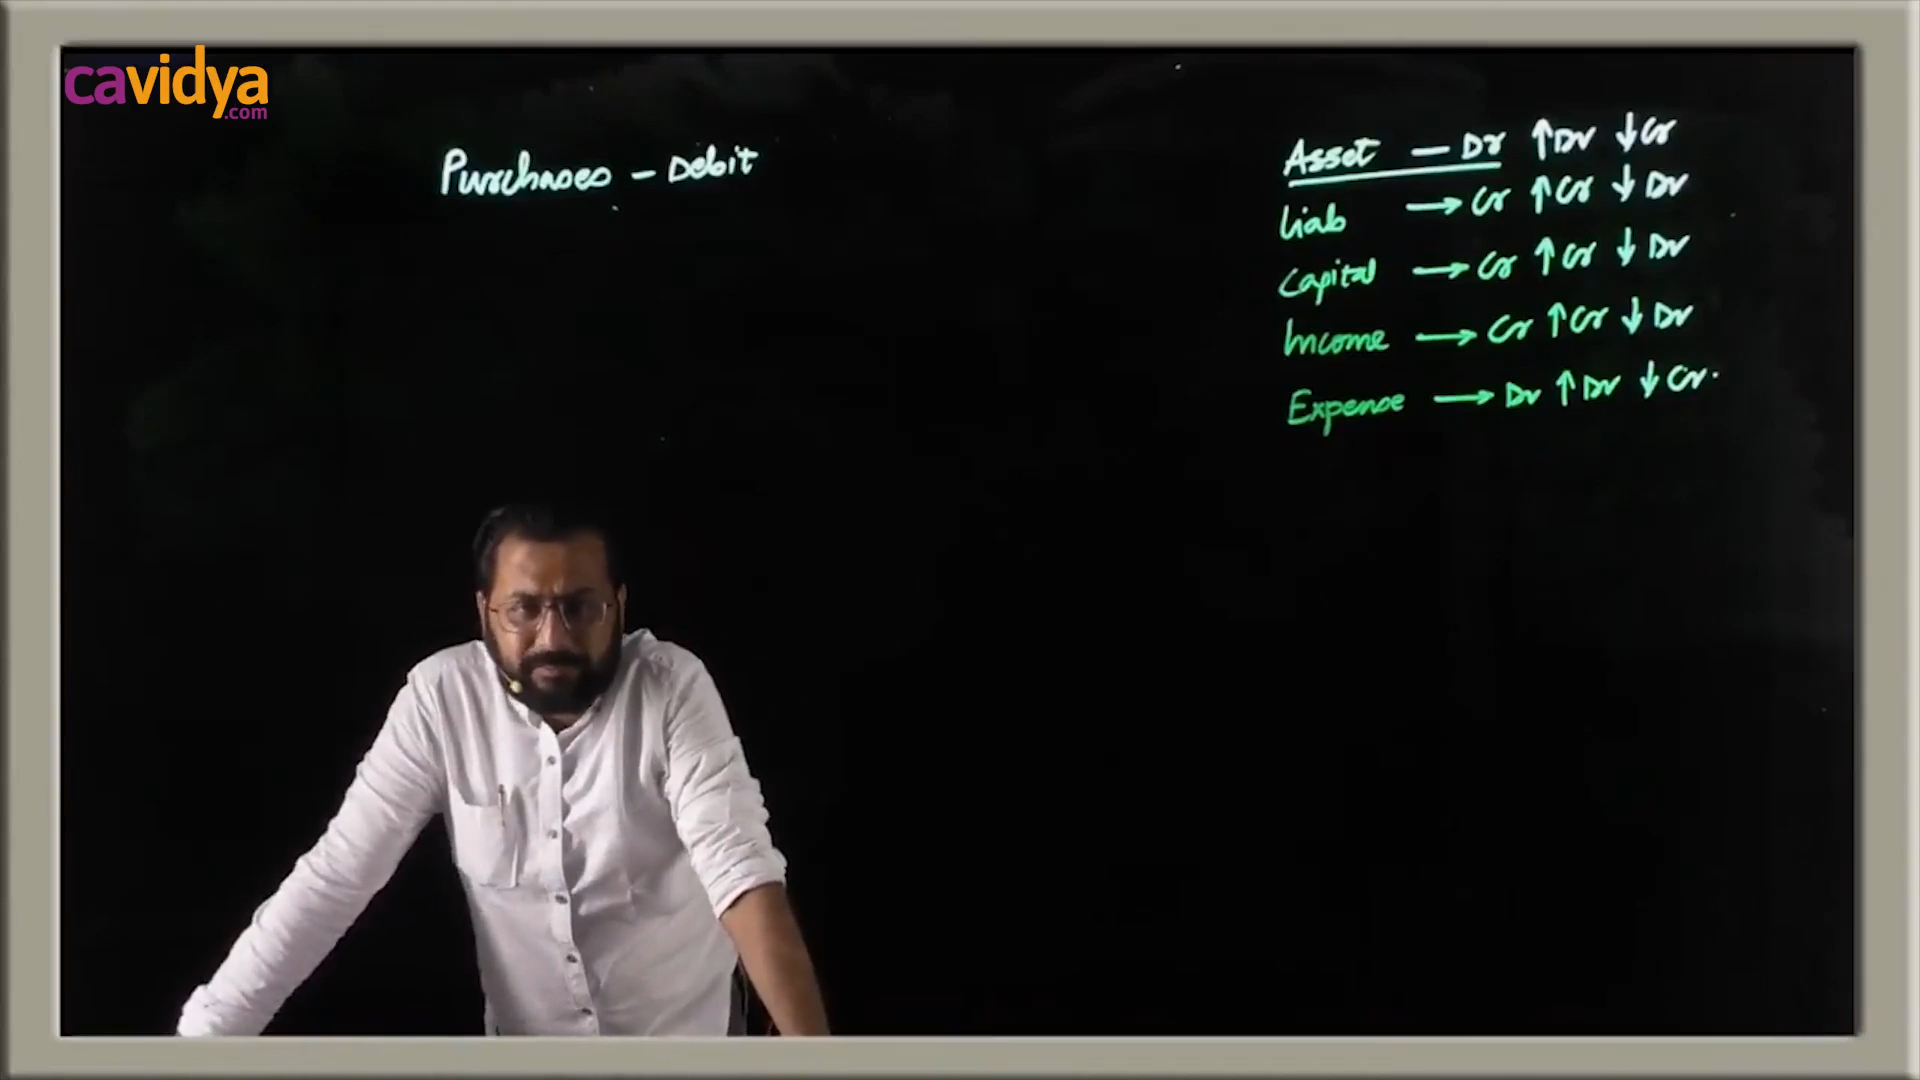 cavidya
.com
Purchases - Debit
Asset - Dr ↑Dr ↓Cr
Liab → Cr ↑Cr ↓Dr
Capital → Cr ↑Cr ↓Dr
Income → Cr ↑Cr ↓Dr
Expense → Dr ↑Dr ↓Cr.